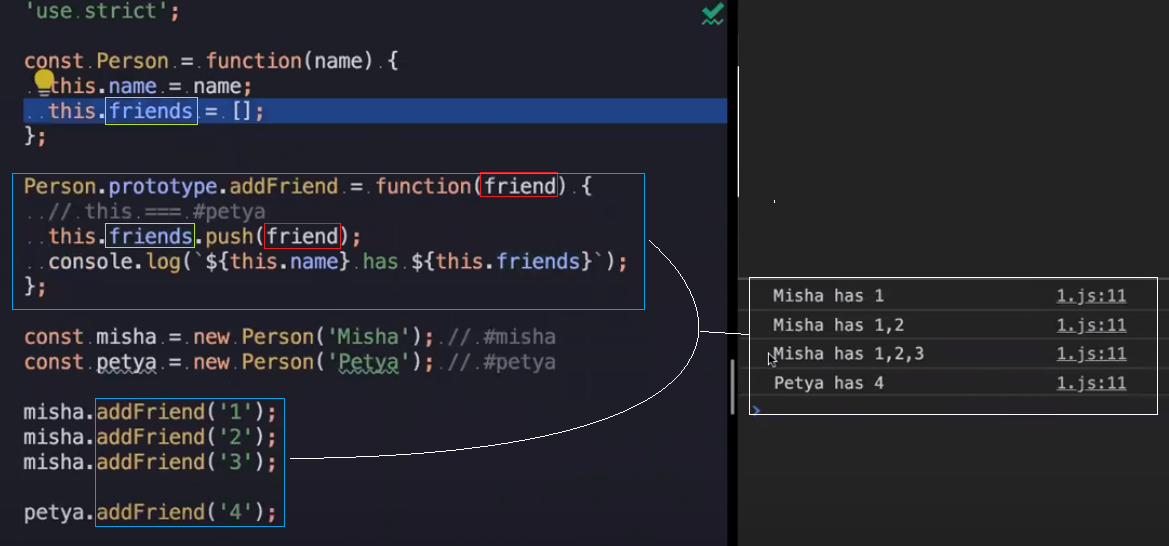 'use strict';
const Person = function(name) {
this.name = name;
this.friends = [];
};
Person.prototype.addFriend = function(friend) {
// this === #petya
this.friends.push(friend);
console.log(`${this.name} has ${this.friends}`);
};
const misha = new Person('Misha'); // #misha
const petya = new Person('Petya'); // #petya
misha.addFriend('1');
misha.addFriend('2');
misha.addFriend('3');
petya.addFriend('4');
Misha has 1 1.js:11
Misha has 1,2 1.js:11
Misha has 1,2,3 1.js:11
Petya has 4 1.js:11